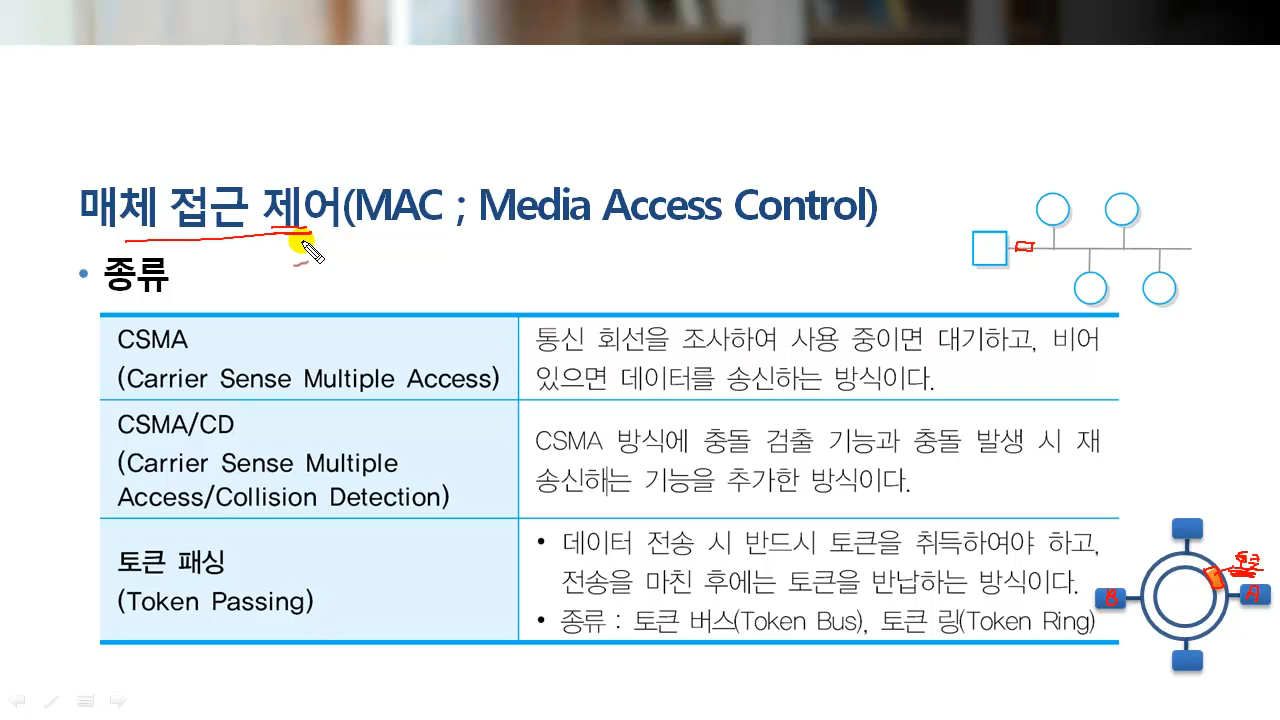 매체 접근 제어(MAC ; Media Access Control)
• 종류
CSMA
(Carrier Sense Multiple Access)
통신 회선을 조사하여 사용 중이면 대기하고, 비어
있으면 데이터를 송신하는 방식이다.
CSMA/CD
(Carrier Sense Multiple
Access/Collision Detection)
CSMA 방식에 충돌 검출 기능과 충돌 발생 시 재
송신하는 기능을 추가한 방식이다.
토큰 패싱
(Token Passing)
• 데이터 전송 시 반드시 토큰을 취득하여야 하고,
전송을 마친 후에는 토큰을 반납하는 방식이다.
• 종류 : 토큰 버스(Token Bus), 토큰 링(Token Ring)
토큰
B
A